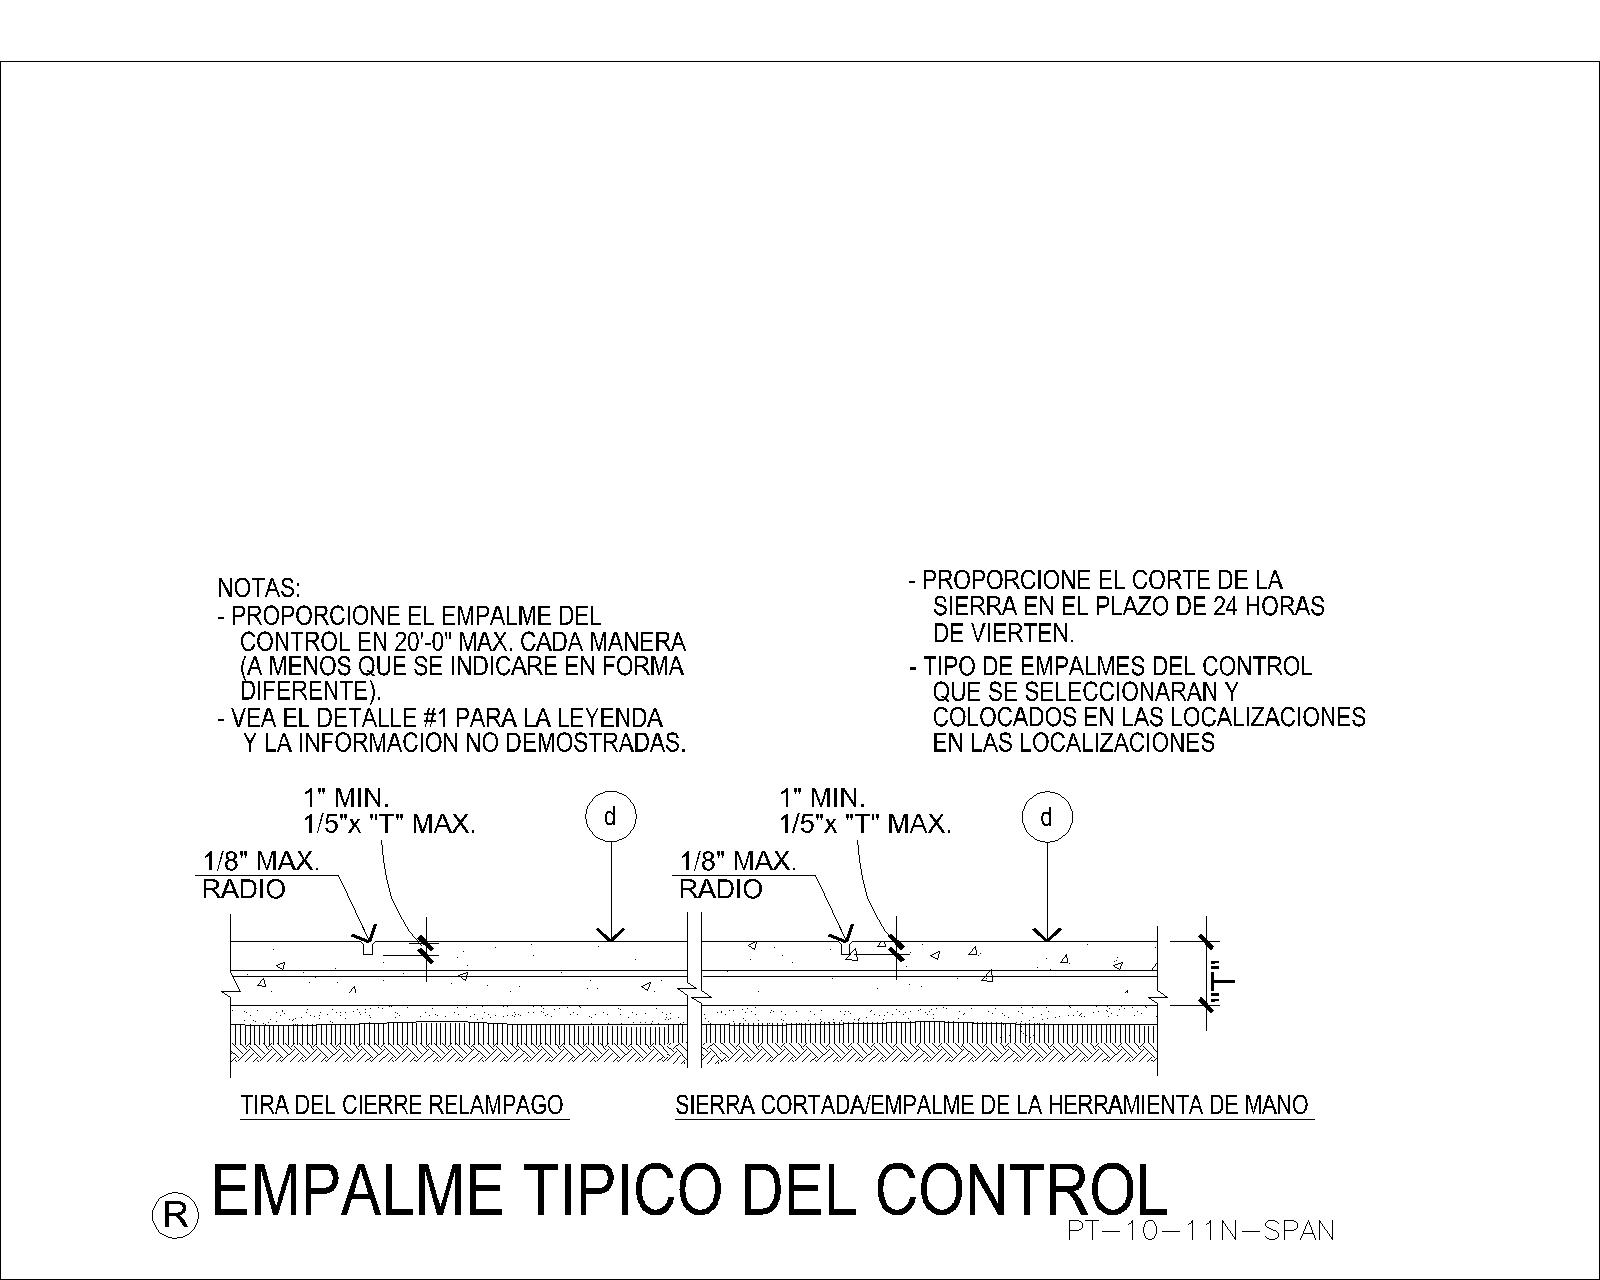 NOTAS:
- PROPORCIONE EL EMPALME DEL
CONTROL EN 20'-0" MAX. CADA MANERA
(A MENOS QUE SE INDICARE EN FORMA
DIFERENTE).
- VEA EL DETALLE #1 PARA LA LEYENDA
Y LA INFORMACION NO DEMOSTRADAS.
- PROPORCIONE EL CORTE DE LA
SIERRA EN EL PLAZO DE 24 HORAS
DE VIERTEN.
- TIPO DE EMPALMES DEL CONTROL
QUE SE SELECCIONARAN Y
COLOCADOS EN LAS LOCALIZACIONES
EN LAS LOCALIZACIONES
1" MIN.
1/5"x "T" MAX.
d
1/8" MAX.
RADIO
1" MIN.
1/5"x "T" MAX.
d
1/8" MAX.
RADIO
"T"
TIRA DEL CIERRE RELAMPAGO
SIERRA CORTADA/EMPALME DE LA HERRAMIENTA DE MANO
R EMPALME TIPICO DEL CONTROL
PT-10-11N-SPAN